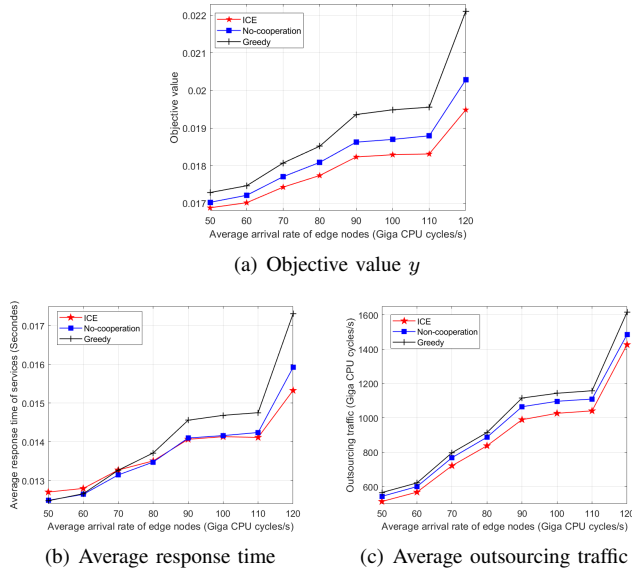 0.022
0.021
0.02
0.019
0.018
0.017
Objective value
ICE
No-cooperation
Greedy
50 60 70 80 90 100 110 120
Average arrival rate of edge nodes (Giga CPU cycles/s)
(a) Objective value y
0.017
0.016
0.015
0.014
0.013
Average response time of services (Secondes)
ICE
No-cooperation
Greedy
50 60 70 80 90 100 110 120
Average arrival rate of edge nodes (Giga CPU cycles/s)
(b) Average response time
1600
1400
1200
1000
800
600
Outsourcing traffic (Giga CPU cycles/s)
ICE
Non-cooperation
Greedy
50 60 70 80 90 100 110 120
Average arrival rate of edge nodes (Giga CPU cycles/s)
(c) Average outsourcing traffic